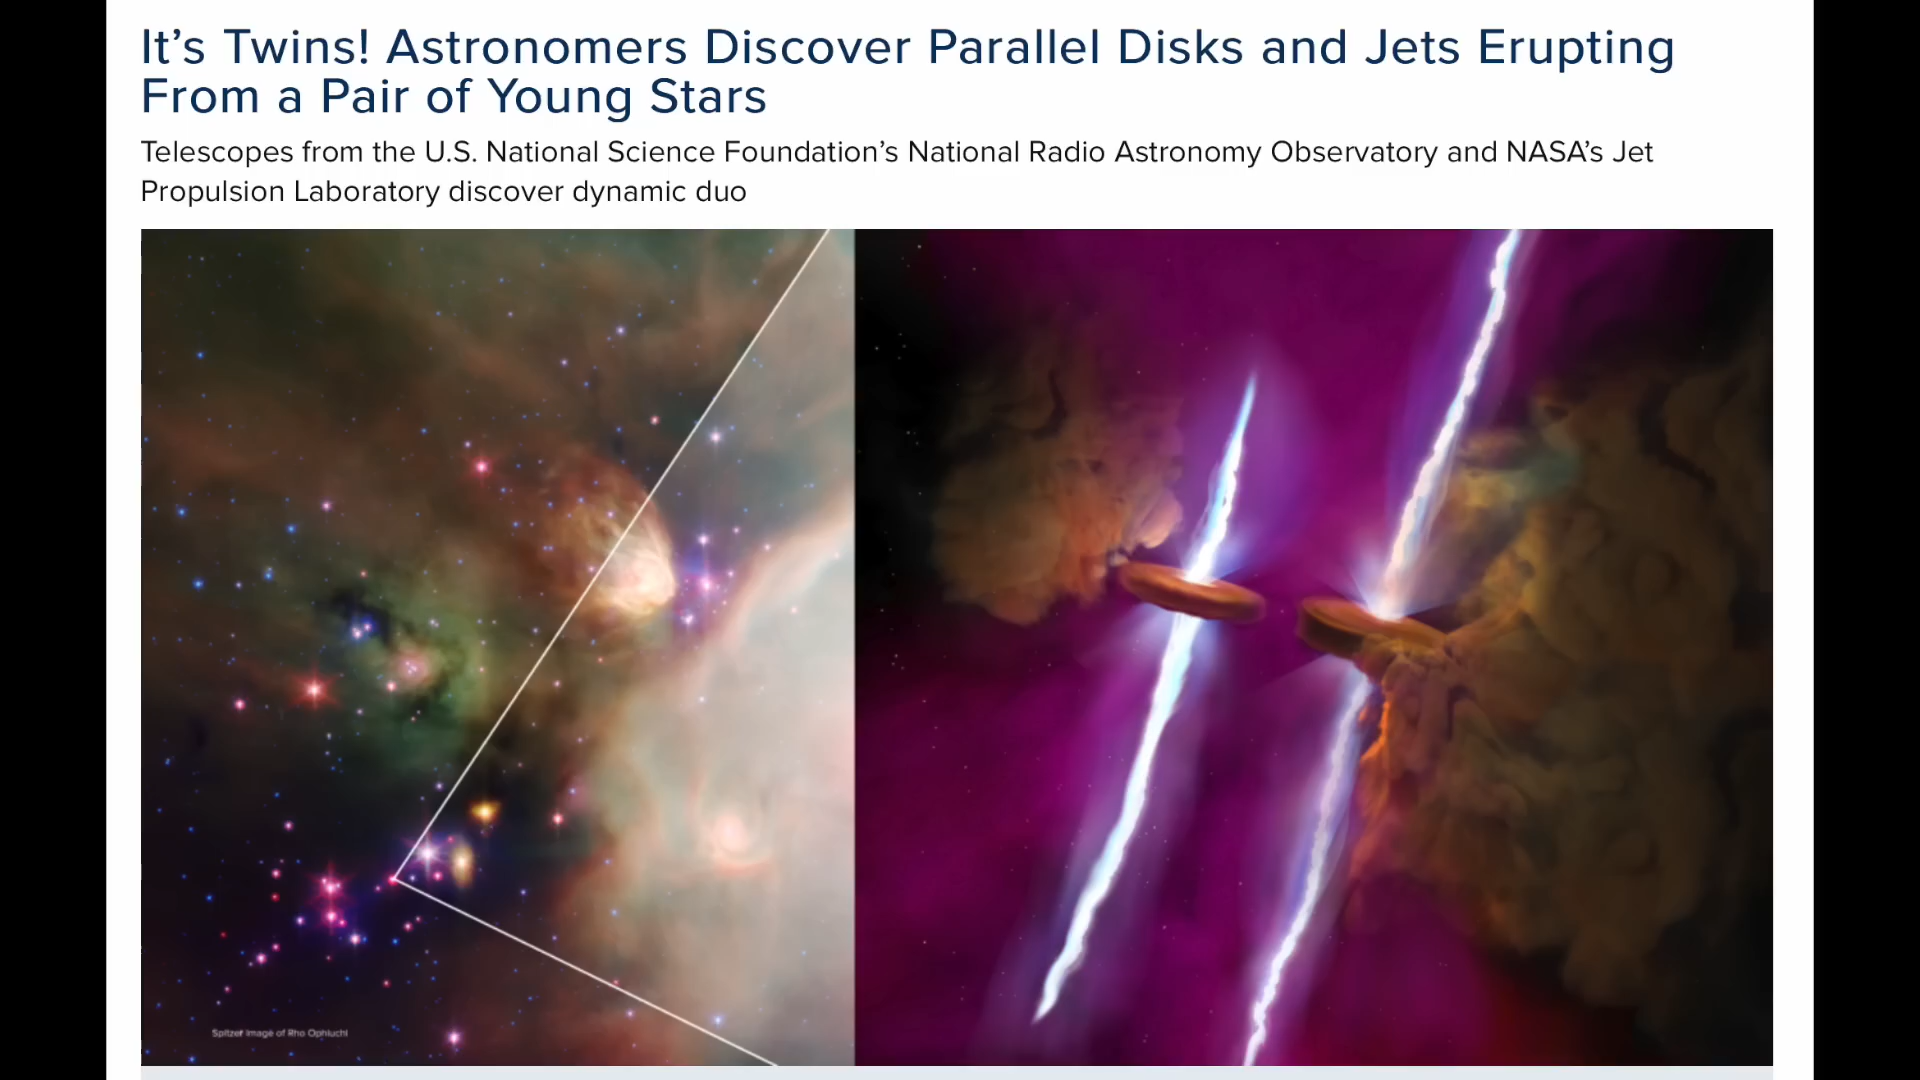 It’s Twins! Astronomers Discover Parallel Disks and Jets Erupting
From a Pair of Young Stars
Telescopes from the U.S. National Science Foundation’s National Radio Astronomy Observatory and NASA’s Jet
Propulsion Laboratory discover dynamic duo
Spitzer image of Rho Ophiuchi